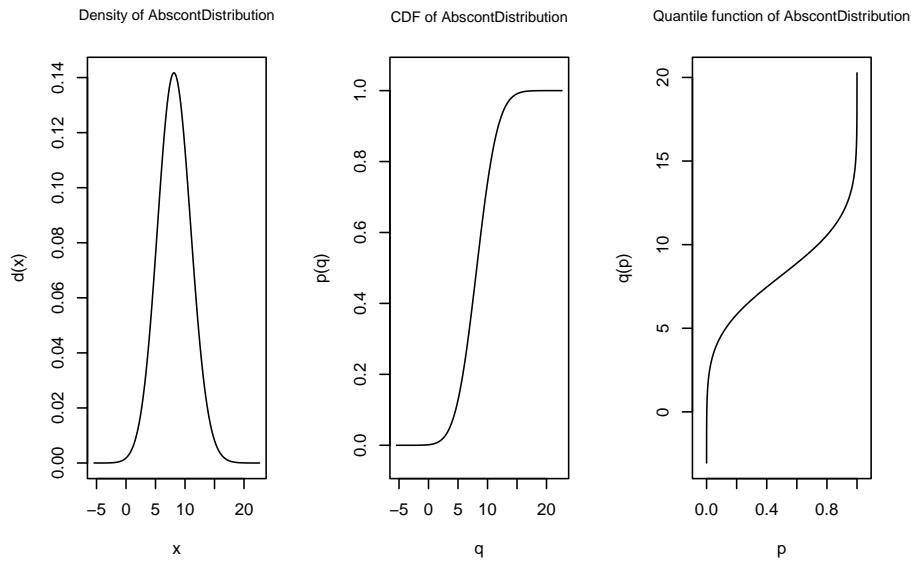 Density of AbscontDistribution
d(x)
0.00 0.02 0.04 0.06 0.08 0.10 0.12 0.14
−5 0 5 10 20
x
CDF of AbscontDistribution
p(q)
0.0 0.2 0.4 0.6 0.8 1.0
−5 0 5 10 20
q
Quantile function of AbscontDistribution
q(p)
0 5 10 15 20
0.0 0.4 0.8
p